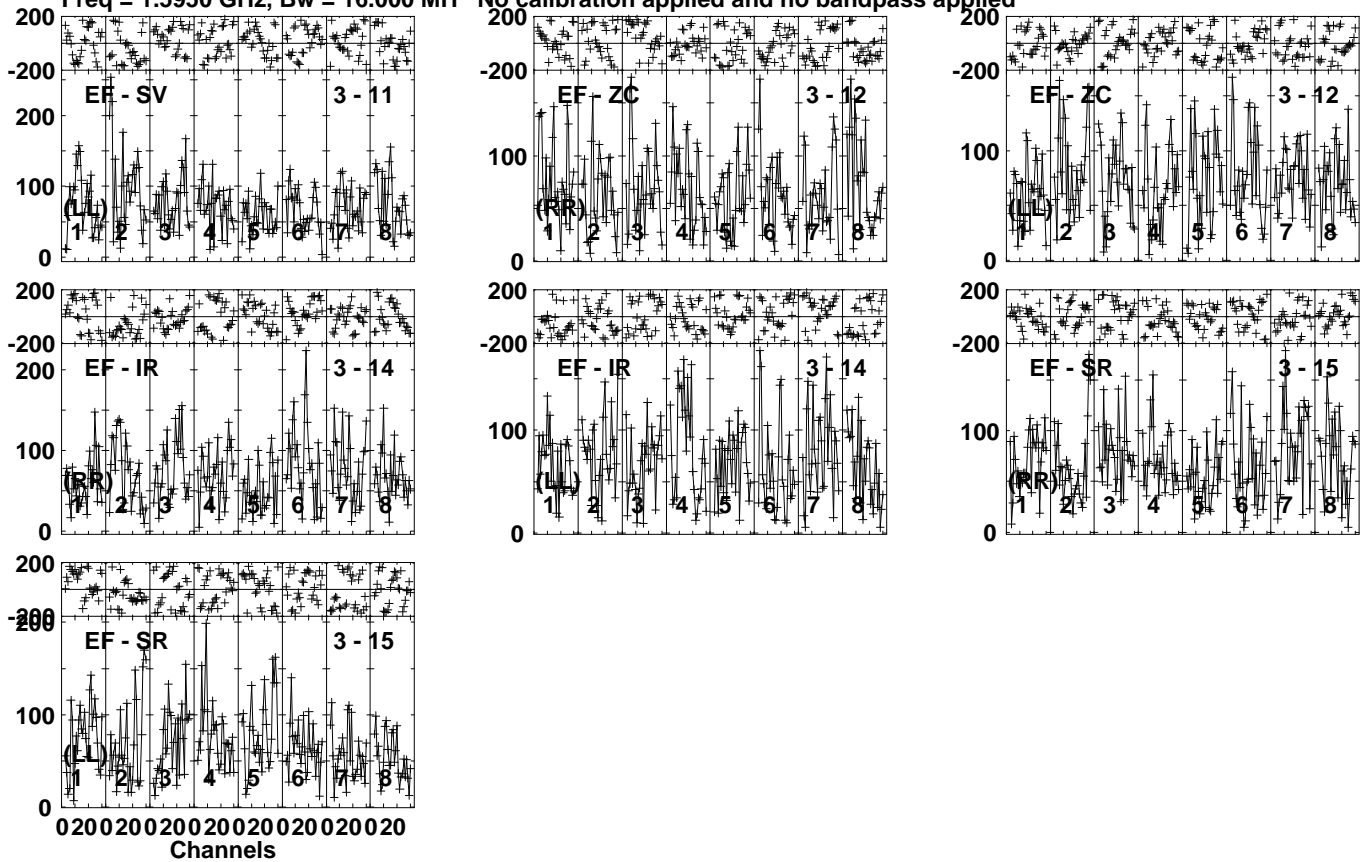 Freq = 1.5950 GHz, Bw = 16.000 MH No calibration applied and no bandpass applied
200 200 200
-200 -200 -200
EF - SV 3 - 11 EF - ZC 3 - 12 EF - ZC 3 - 12
200
100 100 100
(LL) (RR) (LL)
1 2 3 4 5 6 7 8 1 2 3 4 5 6 7 8 1 2 3 4 5 6 7 8
0 0 0
200 200 200
-200 -200 -200
EF - IR 3 - 14 EF - IR 3 - 14 EF - SR 3 - 15
200
100 100 100
(RR) (LL) (RR)
1 2 3 4 5 6 7 8 1 2 3 4 5 6 7 8 1 2 3 4 5 6 7 8
0 0 0
200
-200
200
EF - SR 3 - 15
100
(LL)
1 2 3 4 5 6 7 8
0
0 20 0 20 0 20 0 20 0 20 0 20 0 20 0 20
Channels